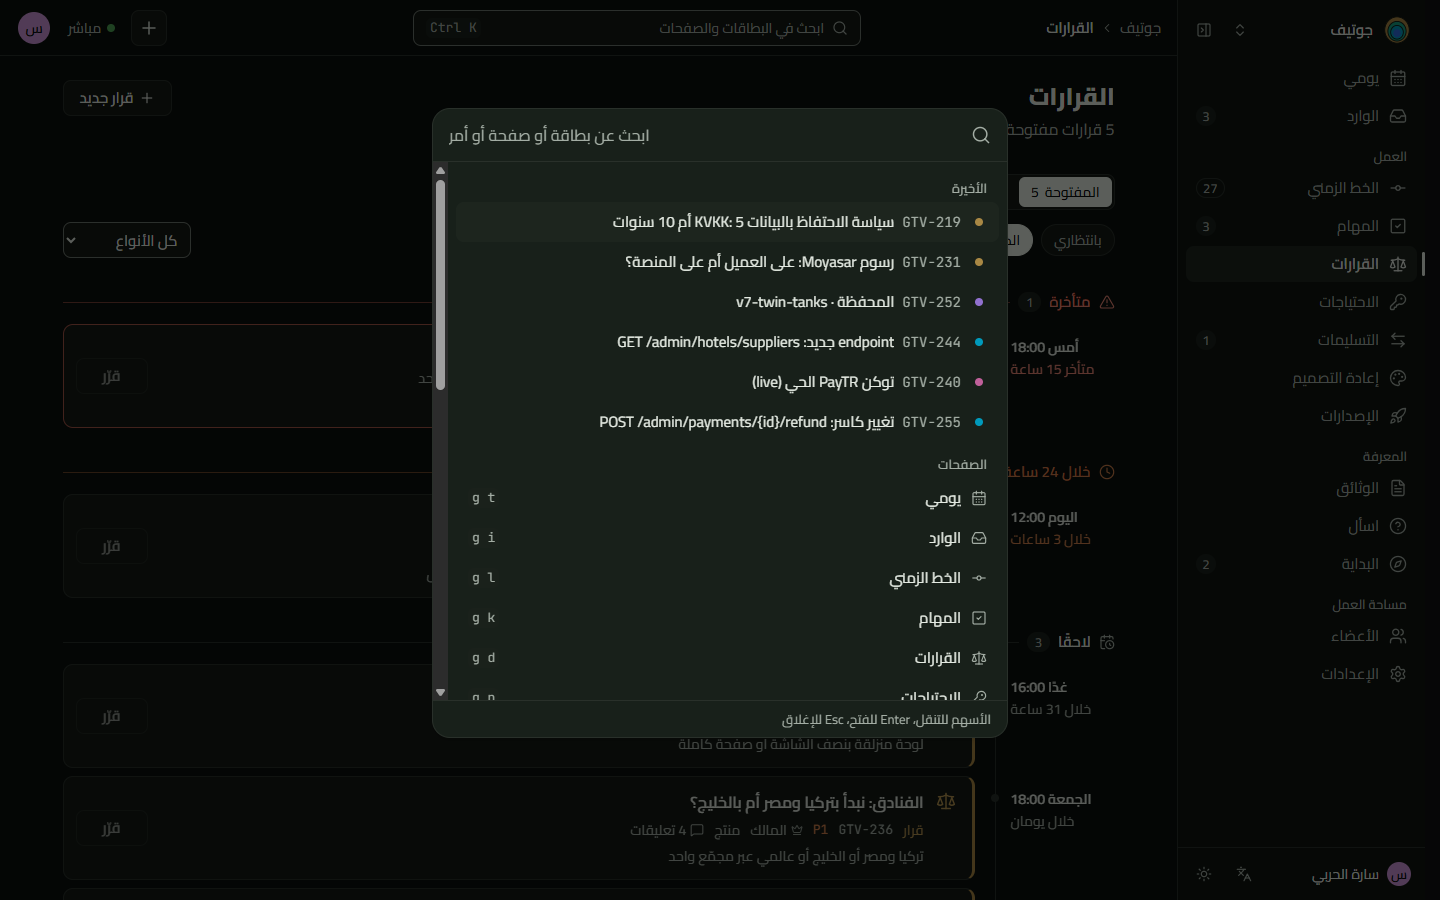 جوتيف
يومي
الوارد 3
العمل
الخط الزمني 27
المهام 3
القرارات
الاحتياجات
التسليمات 1
إعادة التصميم
الإصدارات
المعرفة
الوثائق
اسأل
البداية 2
مساحة العمل
الأعضاء
الإعدادات
سارة الحربي
س
جوتيف
القرارات
ابحث في البطاقات والصفحات
Ctrl K
مباشر
س
القرارات
5 قرارات مفتوحة
قرار جديد
المفتوحة 5
بانتظاري
كل الأنواع
متأخرة 1
أمس 18:00
متأخر 15 ساعة
قرّر
خلال 24 ساعة
اليوم 12:00
خلال 3 ساعات
قرّر
لاحقًا 3
غدًا 16:00
خلال 31 ساعة
قرّر
لوحة منزلقة بنصف الشاشة أو صفحة كاملة
الجمعة 18:00
خلال يومان
الفنادق: نبدأ بتركيا ومصر أم بالخليج؟
قرار GTV-236 P1 المالك منتج 4 تعليقات
تركيا ومصر أو الخليج أو عالمي عبر مجمّع واحد
قرّر
ابحث عن بطاقة أو صفحة أو أمر
الأخيرة
GTV-219 سياسة الاحتفاظ بالبيانات KVKK: 5 أم 10 سنوات
GTV-231 رسوم Moyasar: على العميل أم على المنصة؟
GTV-252 المحفظة · v7-twin-tanks
GTV-244 endpoint جديد: GET /admin/hotels/suppliers
GTV-240 توكن PayTR الحي (live)
GTV-255 تغيير كاسر: POST /admin/payments/{id}/refund
الصفحات
يومي g t
الوارد g i
الخط الزمني g l
المهام g k
القرارات g d
الاحتياجات g n
الأسهم للتنقل، Enter للفتح، Esc للإغلاق